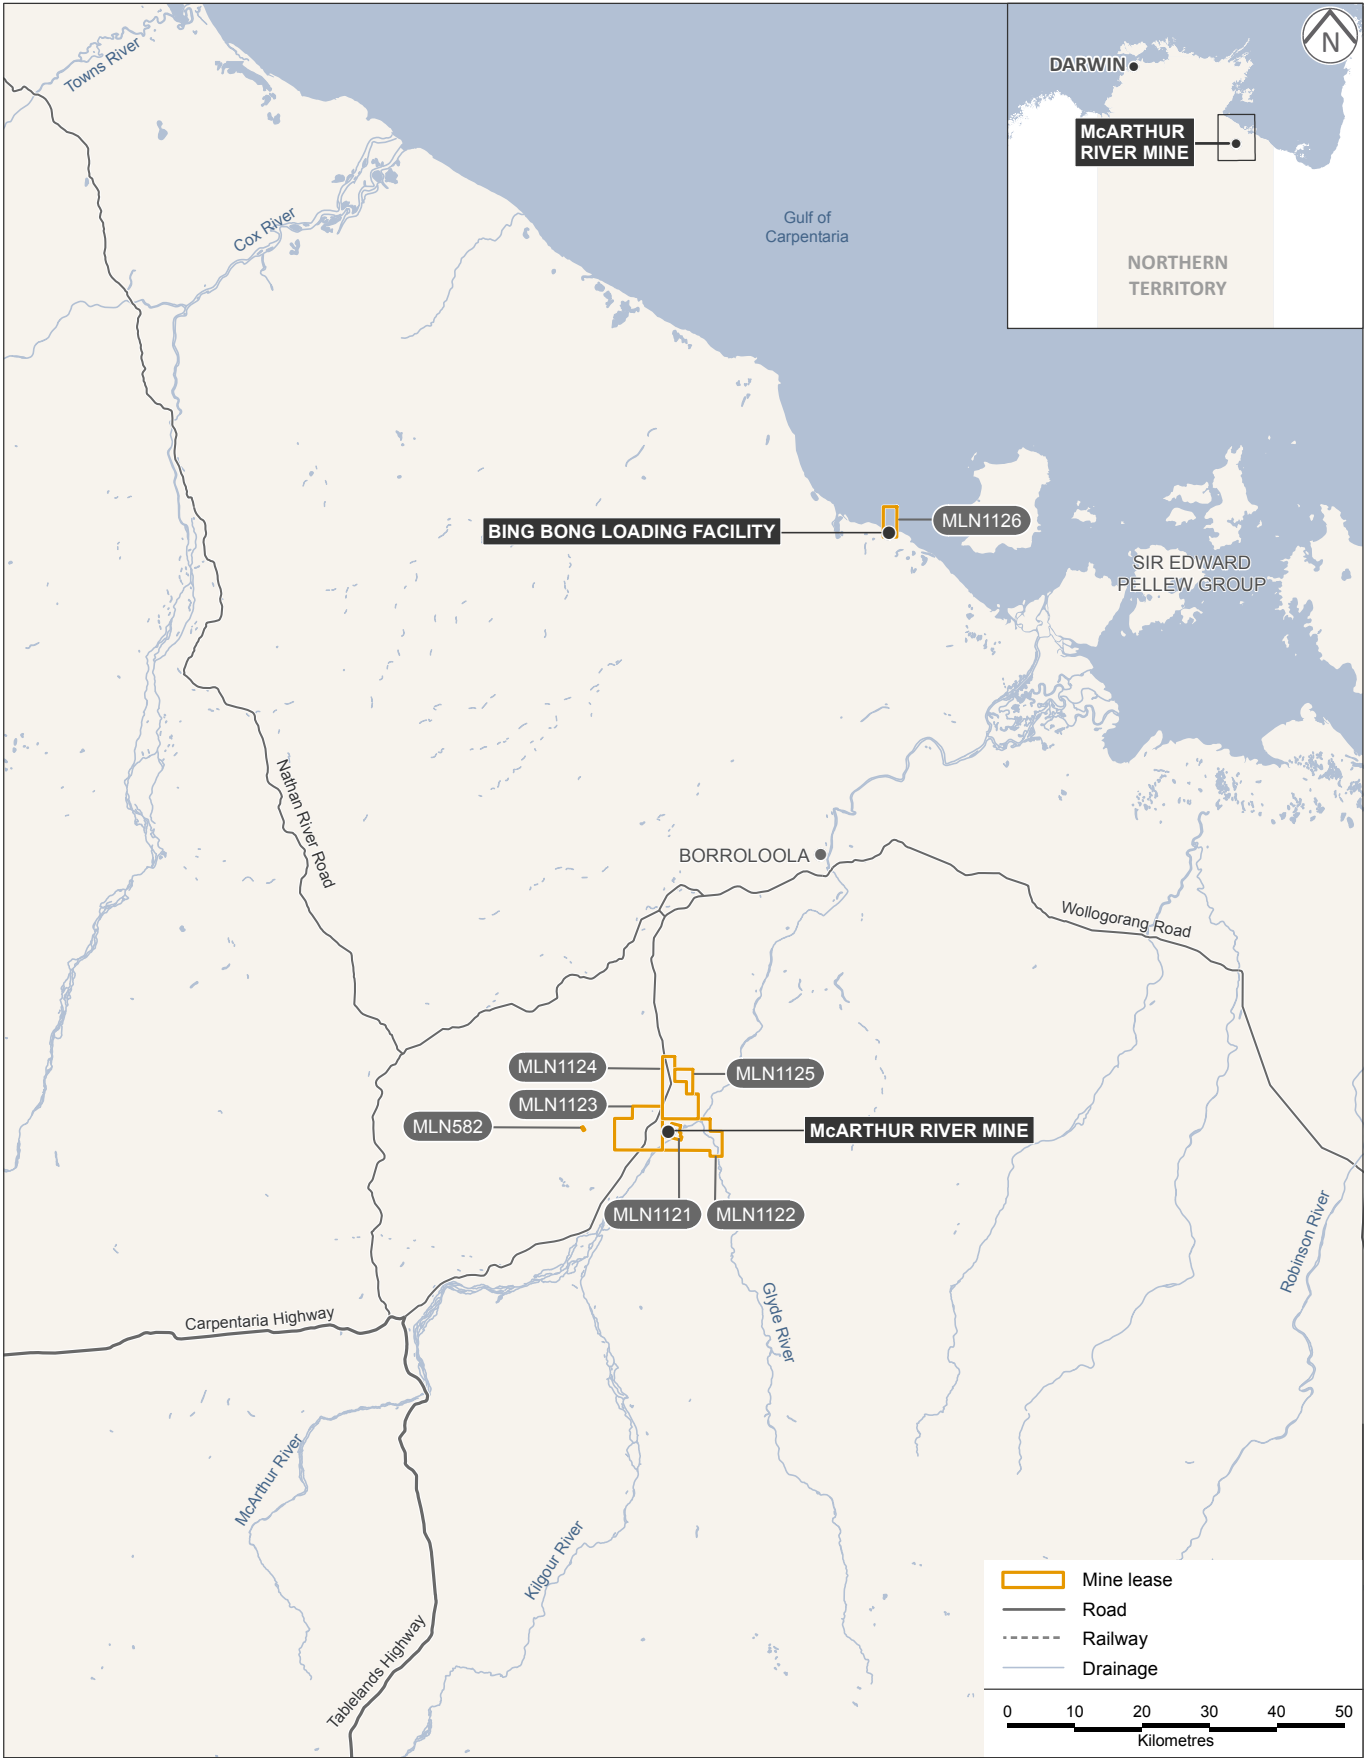 Towns River
N
DARWIN
McARTHUR
RIVER MINE
Cox River
Gulf of
Carpentaria
NORTHERN
TERRITORY
BING BONG LOADING FACILITY
MLN1126
SIR EDWARD
PELLEW GROUP
Nathan River Road
BORROLOOLA
Wollogorang Road
MLN1124
MLN1125
MLN1123
MLN582
McARTHUR RIVER MINE
MLN1121
MLN1122
Robinson River
Glyde River
Carpentaria Highway
McArthur River
Kilgour River
Tablelands Highway
Mine lease
Road
Railway
Drainage
0 10 20 30 40 50
Kilometres